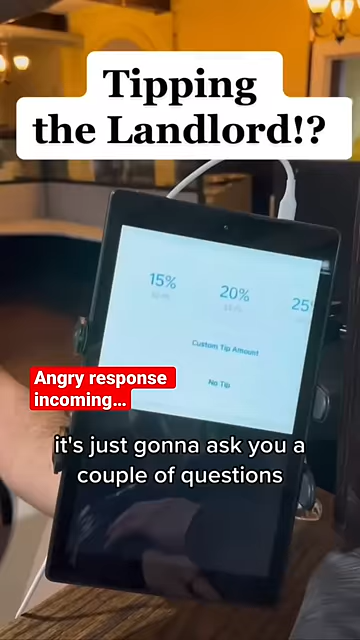 Tipping
the Landlord!?
15%
20%
25
Custom Tip Amount
No Tip
Angry response
incoming...
it's just gonna ask you a
couple of questions